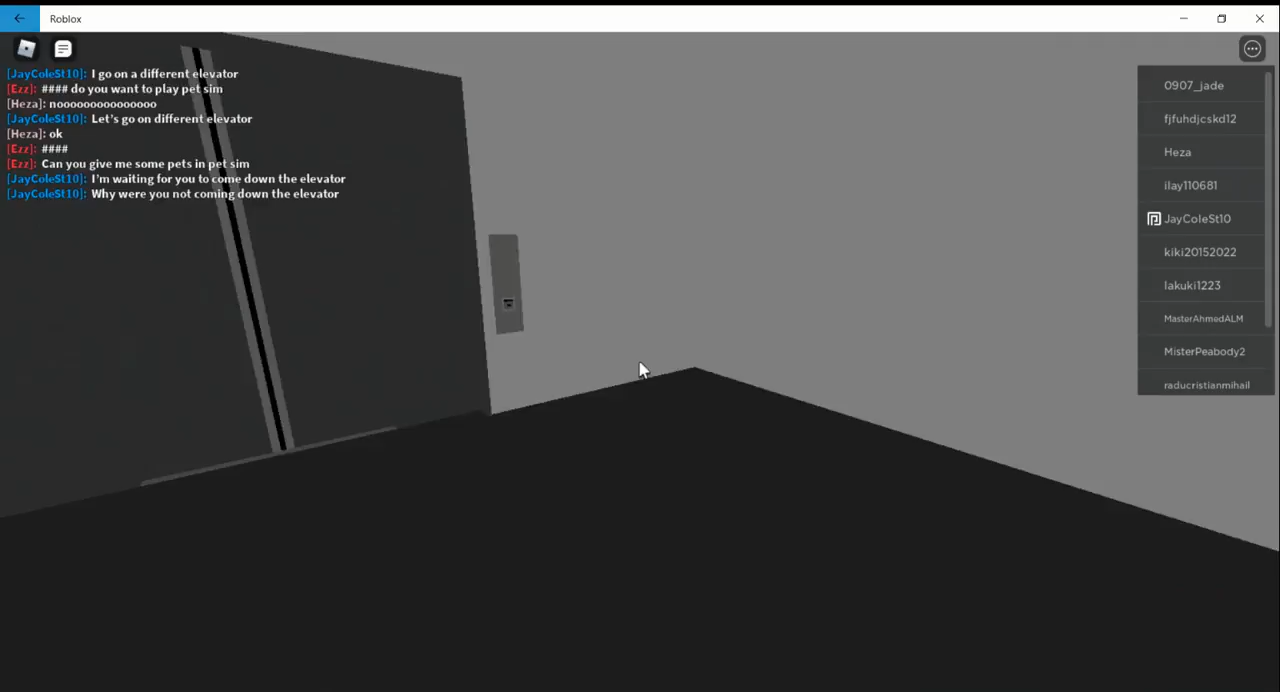 Roblox
[JayColeSt10]: I go on a different elevator
[Ezz]: #### do you want to play pet sim
[Heza]: nooooooooooooooo
[JayColeSt10]: Let's go on different elevator
[Heza]: ok
[Ezz]: ####
[Ezz]: Can you give me some pets in pet sim
[JayColeSt10]: I'm waiting for you to come down the elevator
[JayColeSt10]: Why were you not coming down the elevator
0907_jade
fjfuhdjcskd12
Heza
ilay110681
JayColeSt10
kiki20152022
lakuki1223
MasterAhmedALM
MisterPeabody2
raducristianmihail